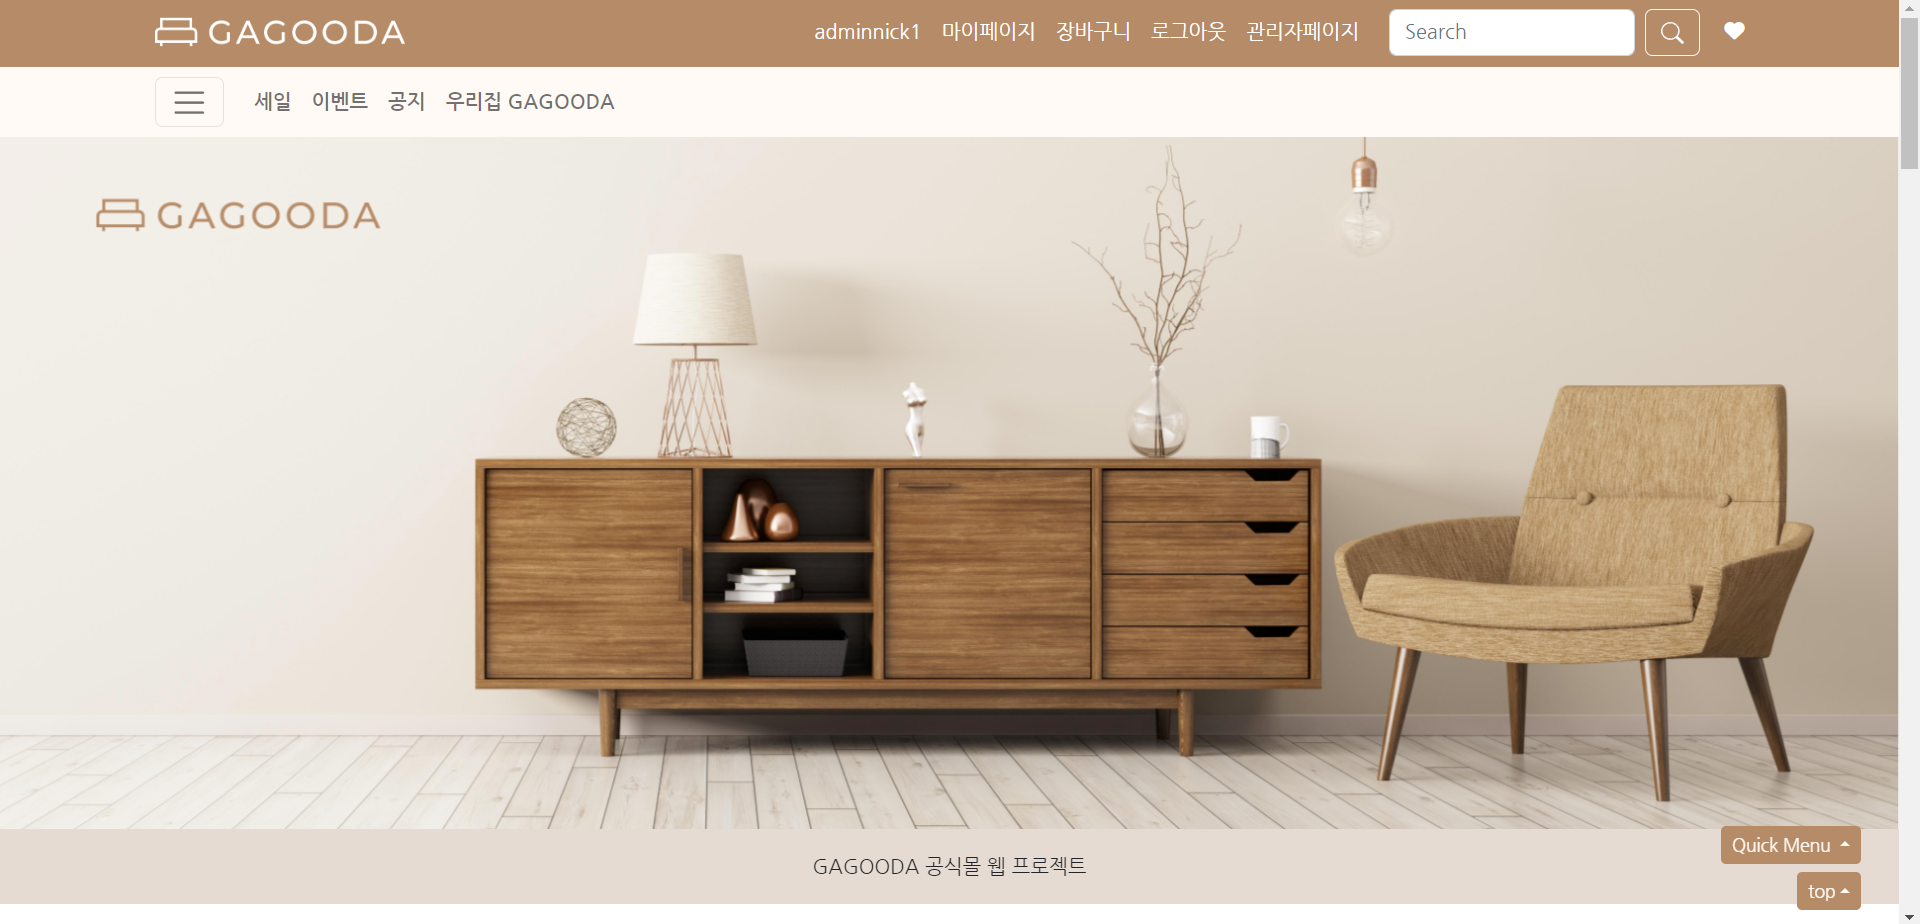 GAGOODA
adminnick1 마이페이지 장바구니 로그아웃 관리자페이지 Search
세일 이벤트 공지 우리집 GAGOODA
GAGOODA
Quick Menu
GAGOODA 공식몰 웹 프로젝트
top